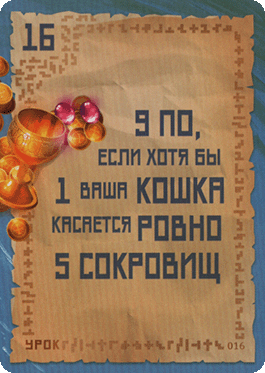 16
9 ПО,
ЕСЛИ ХОТЯ БЫ
1 ВАША КОШКА
КАСАЕТСЯ РОВНО
5 СОКРОВИЩ
УРОК
016